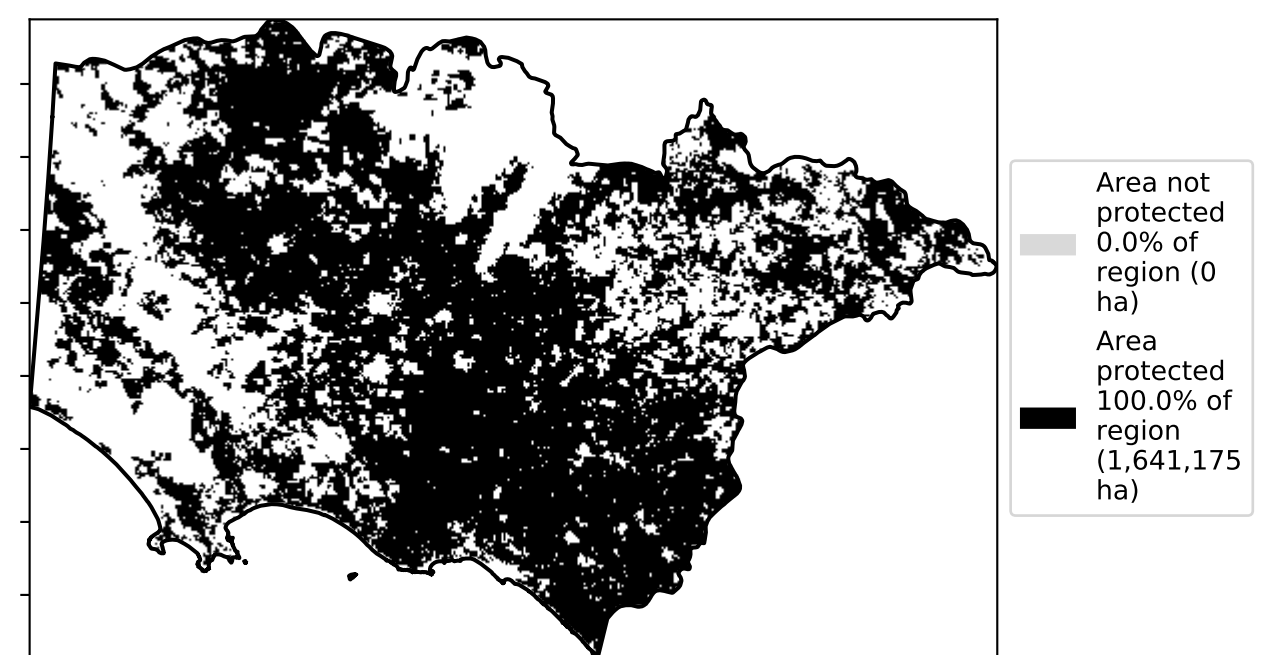 Area not
protected
0.0% of
region (0
ha)
Area
protected
100.0% of
region
(1,641,175
ha)